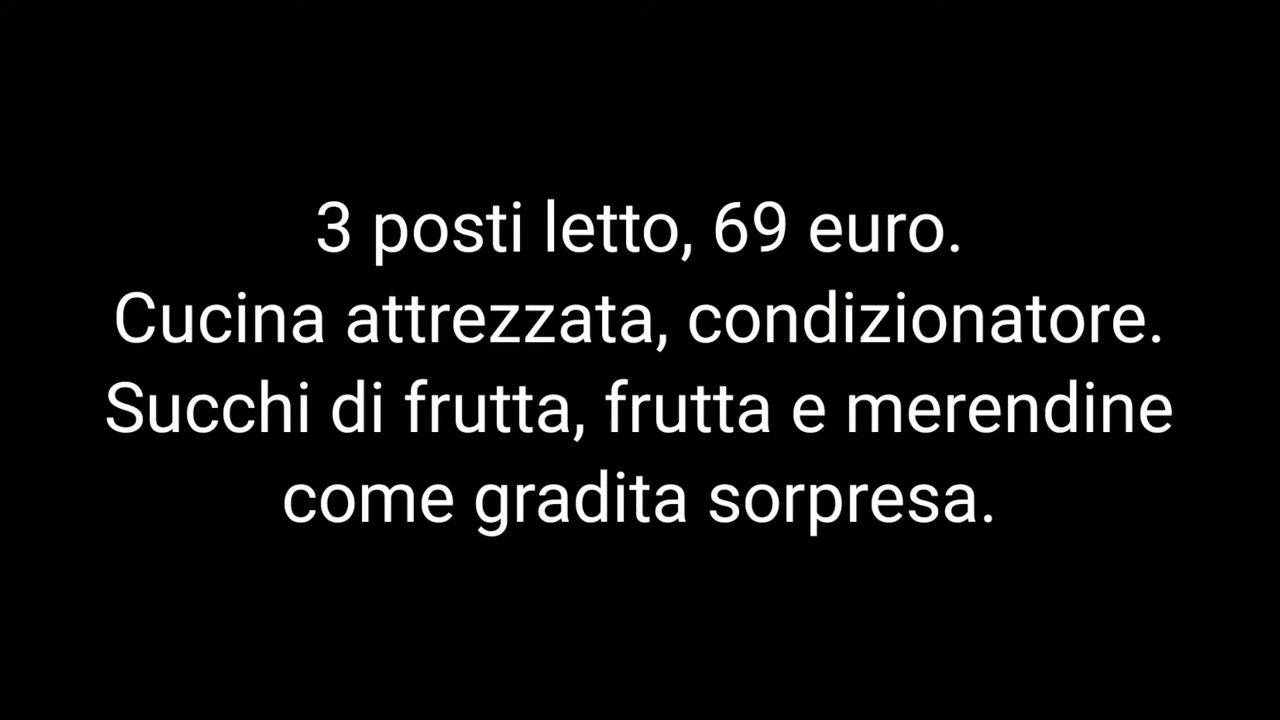 3 posti letto, 69 euro.
Cucina attrezzata, condizionatore.
Succhi di frutta, frutta e merendine
come gradita sorpresa.